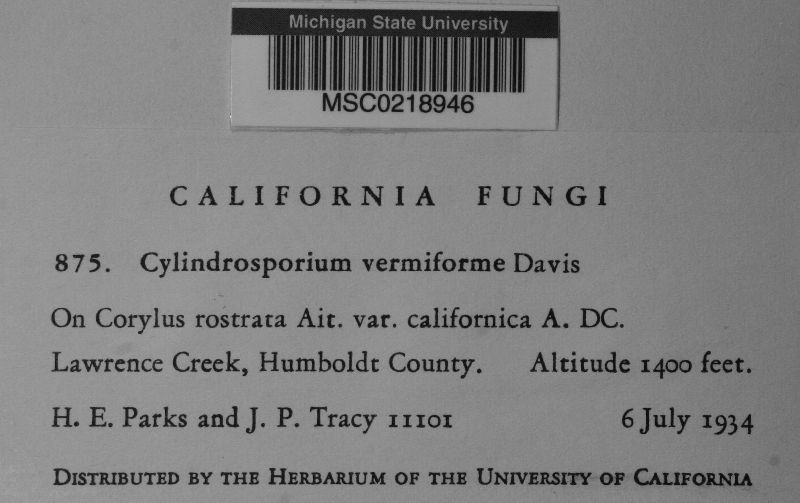 Michigan State University
MSC0218946
CALIFORNIA FUNGI
875. Cylindrosporium vermiforme Davis
On Corylus rostrata Ait. var. californica A. DC.
Lawrence Creek, Humboldt County. Altitude 1400 feet.
H. E. Parks and J. P. Tracy 11101 6 July 1934
DISTRIBUTED BY THE HERBARIUM OF THE UNIVERSITY OF CALIFORNIA